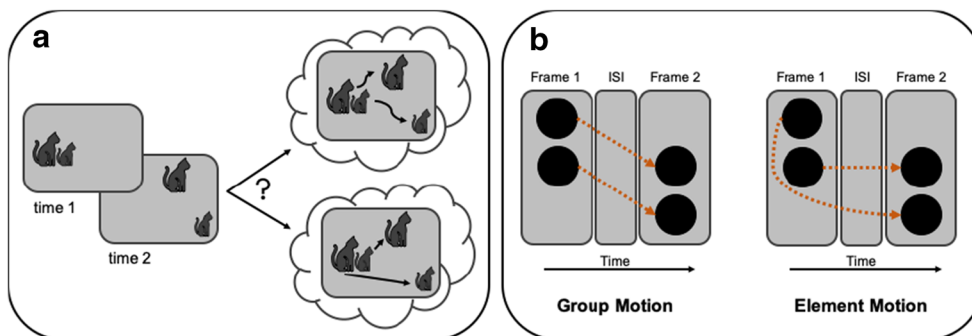 a
time 1
time 2
?
b
Frame 1 ISI Frame 2
Time
Group Motion
Frame 1 ISI Frame 2
Time
Element Motion